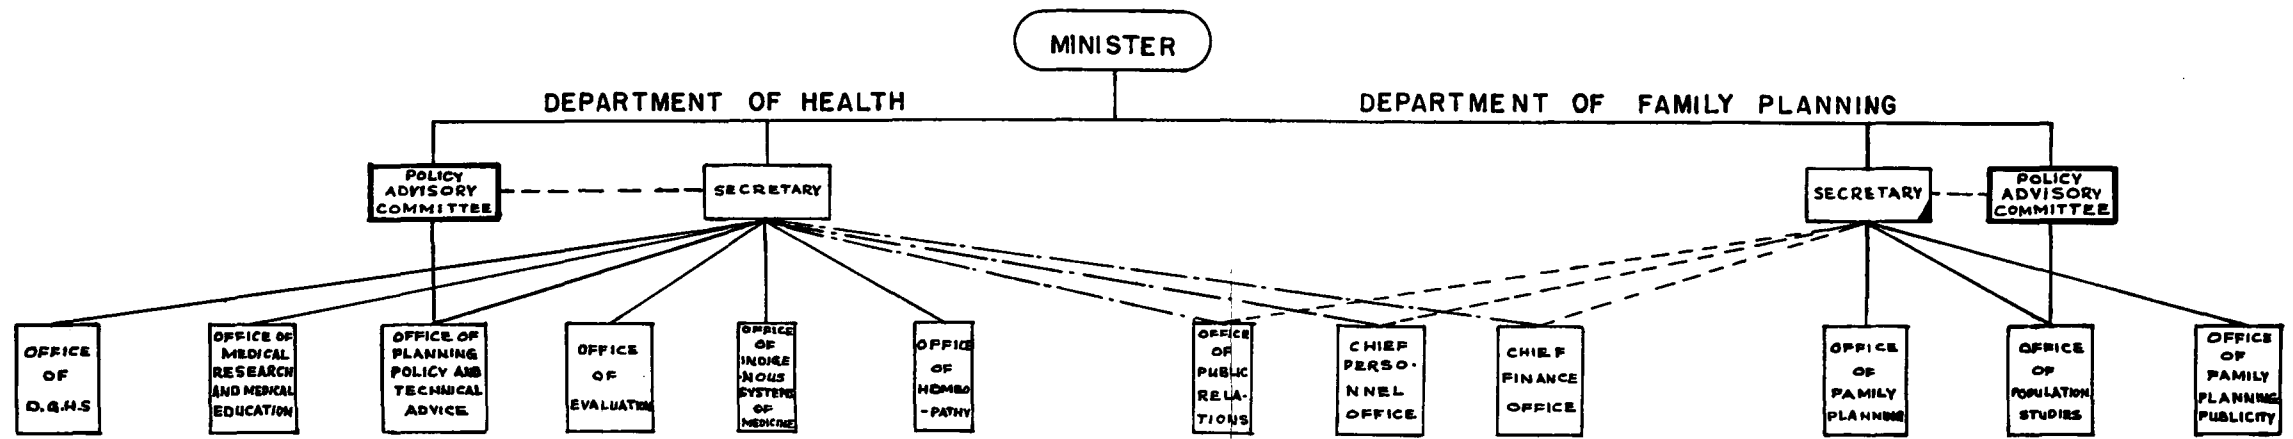 MINISTER
DEPARTMENT OF HEALTH
DEPARTMENT OF FAMILY PLANNING
POLICY
ADVISORY
COMMITTEE
SECRETARY
SECRETARY
POLICY
ADVISORY
COMMITTEE
OFFICE
OF
D.G.H.S
OFFICE OF
MEDICAL
RESEARCH
AND MEDICAL
EDUCATION
OFFICE OF
PLANNING
POLICY AND
TECHNICAL
ADVICE
OFFICE
OF
EVALUATION
OFFICE
OF
INDIGE
-NOUS
SYSTEMS
OF
MEDICINE
OFFICE
OF
HOMEO
-PATHY
OFFICE
OF
PUBLIC
RELA-
TIONS
CHIEF
PERSO-
NNEL
OFFICE
CHIEF
FINANCE
OFFICE
OFFICE
OF
FAMILY
PLANNING
OFFICE
OF
POPULATION
STUDIES
OFFICE
OF
FAMILY
PLANNING
PUBLICITY